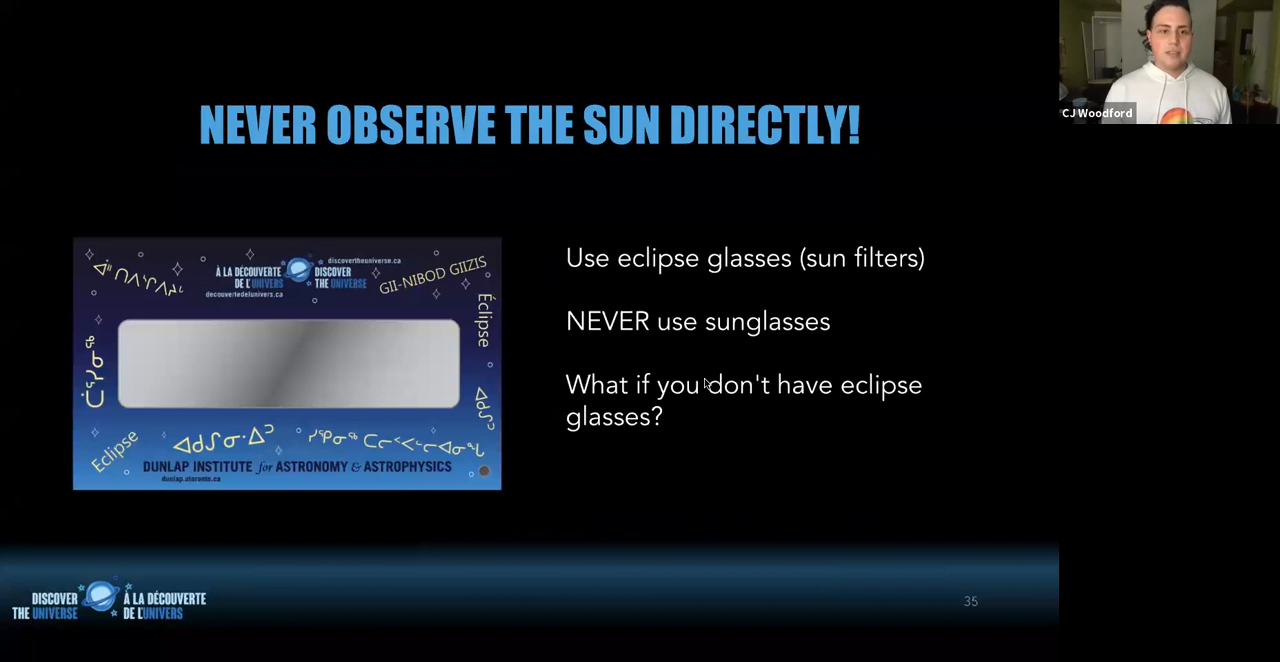 NEVER OBSERVE THE SUN DIRECTLY!
CJ Woodford
discovertheuniverse.ca
À LA DÉCOUVERTE
DE L'UNIVERS
DISCOVER
THE UNIVERSE
decouvertedelunivers.ca
GII-NIBOD GIIZIS
Éclipse
Eclipse
DUNLAP INSTITUTE for ASTRONOMY & ASTROPHYSICS
dunlap.utoronto.ca
Use eclipse glasses (sun filters)
NEVER use sunglasses
What if you don't have eclipse
glasses?
DISCOVER
THE UNIVERSE
À LA DÉCOUVERTE
DE L'UNIVERS
35